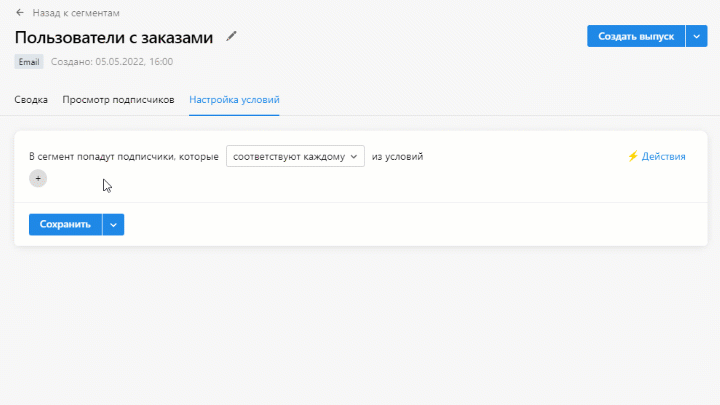 Назад к сегментам
Пользователи с заказами
Создать выпуск
Email Создано: 05.05.2022, 16:00
Сводка Просмотр подписчиков Настройка условий
В сегмент попадут подписчики, которые соответствуют каждому из условий Действия
+
Сохранить